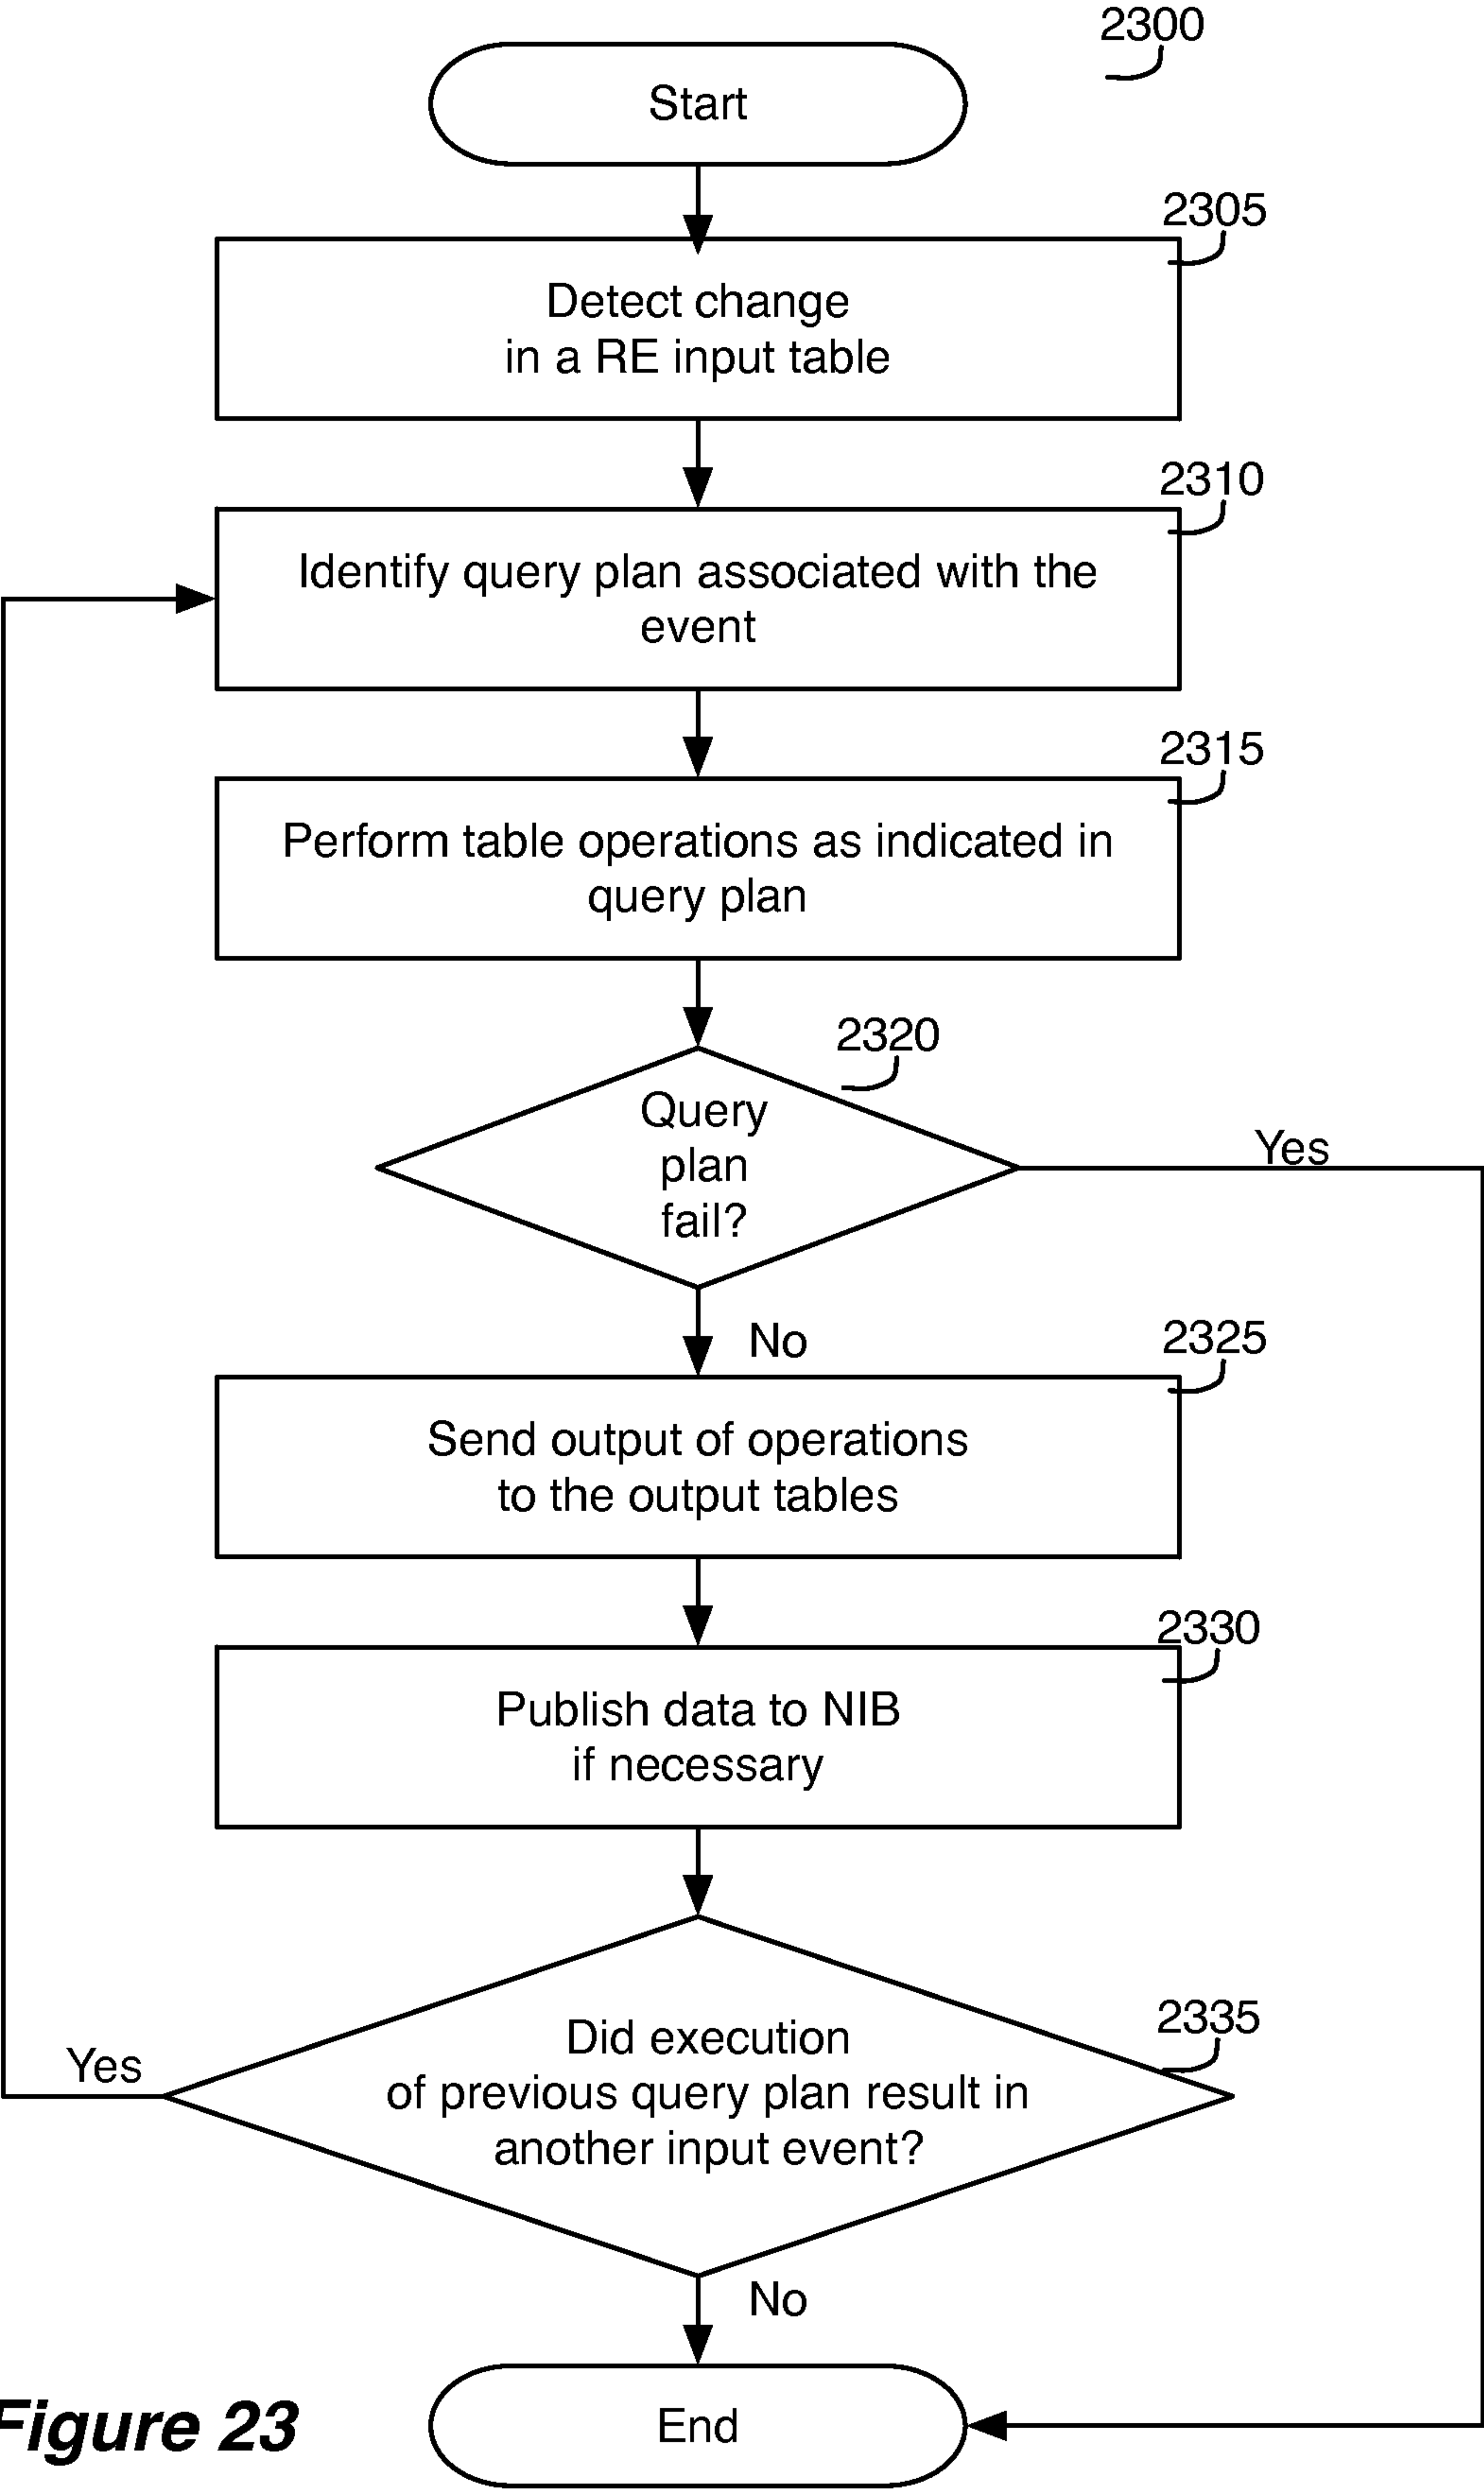 2300
Start
2305
Detect change
in a RE input table
2310
Identify query plan associated with the
event
2315
Perform table operations as indicated in
query plan
2320
Query
plan
fail?
Yes
No
2325
Send output of operations
to the output tables
2330
Publish data to NIB
if necessary
2335
Did execution
of previous query plan result in
another input event?
Yes
No
End
Figure 23